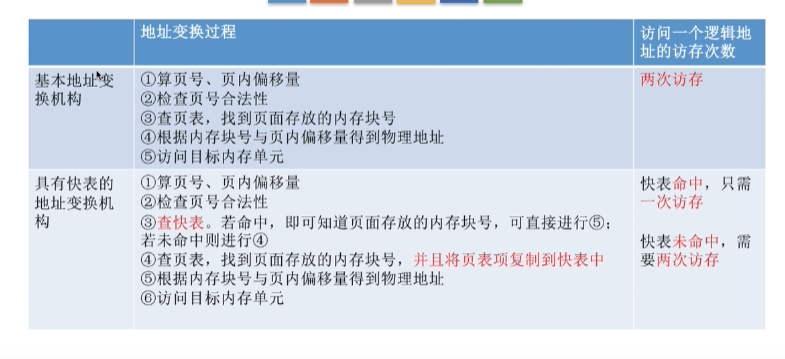 地址变换过程
访问一个逻辑地
址的访存次数
基本地址变
换机构
①算页号、页内偏移量
②检查页号合法性
③查页表，找到页面存放的内存块号
④根据内存块号与页内偏移量得到物理地址
⑤访问目标内存单元
两次访存
具有快表的
地址变换机
构
①算页号、页内偏移量
②检查页号合法性
③查快表。若命中，即可知道页面存放的内存块号，可直接进行⑤；
若未命中则进行④
④查页表，找到页面存放的内存块号，并且将页表项复制到快表中
⑤根据内存块号与页内偏移量得到物理地址
⑥访问目标内存单元
快表命中，只需
一次访存
快表未命中，需
要两次访存